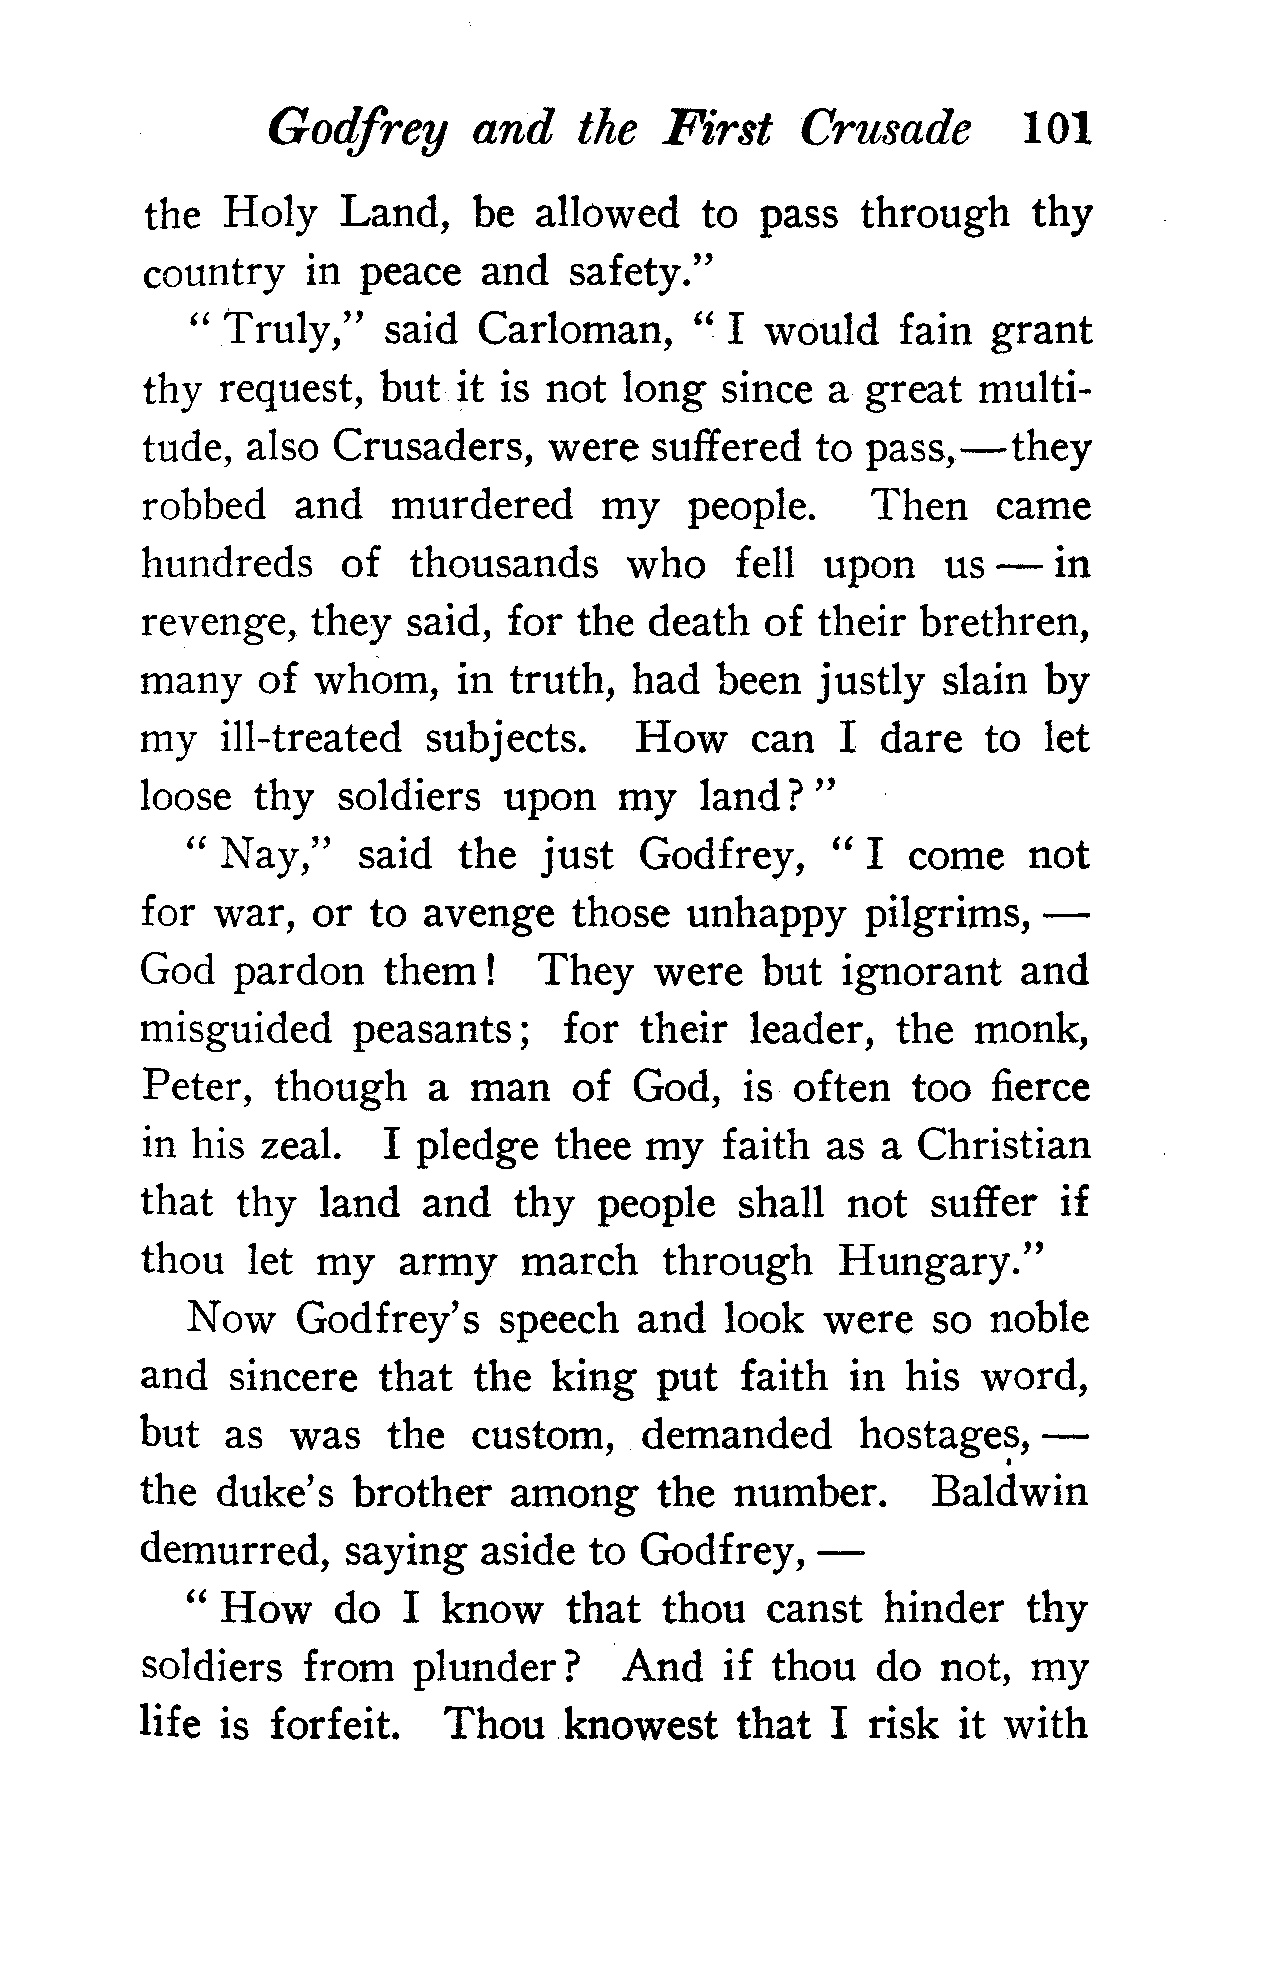 Godfrey and the First Crusade 101
the Holy Land, be allowed to pass through thy
country in peace and safety."
" Truly," said Carloman, " I would fain grant
thy request, but it is not long since a great multi-
tude, also Crusaders, were suffered to pass,—they
robbed and murdered my people. Then came
hundreds of thousands who fell upon us — in
revenge, they said, for the death of their brethren,
many of whom, in truth, had been justly slain by
my ill-treated subjects. How can I dare to let
loose thy soldiers upon my land? "
" Nay," said the just Godfrey, " I come not
for war, or to avenge those unhappy pilgrims, —
God pardon them! They were but ignorant and
misguided peasants; for their leader, the monk,
Peter, though a man of God, is often too fierce
in his zeal. I pledge thee my faith as a Christian
that thy land and thy people shall not suffer if
thou let my army march through Hungary."
Now Godfrey's speech and look were so noble
and sincere that the king put faith in his word,
but as was the custom, demanded hostages, —
the duke's brother among the number. Baldwin
demurred, saying aside to Godfrey, —
" How do I know that thou canst hinder thy
soldiers from plunder? And if thou do not, my
life is forfeit. Thou knowest that I risk it with